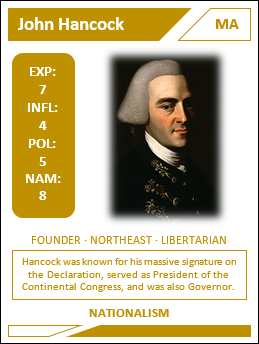 John Hancock
MA
EXP:
7
INFL:
4
POL:
5
NAM:
8
FOUNDER · NORTHEAST · LIBERTARIAN
Hancock was known for his massive signature on
the Declaration, served as President of the
Continental Congress, and was also Governor.
NATIONALISM